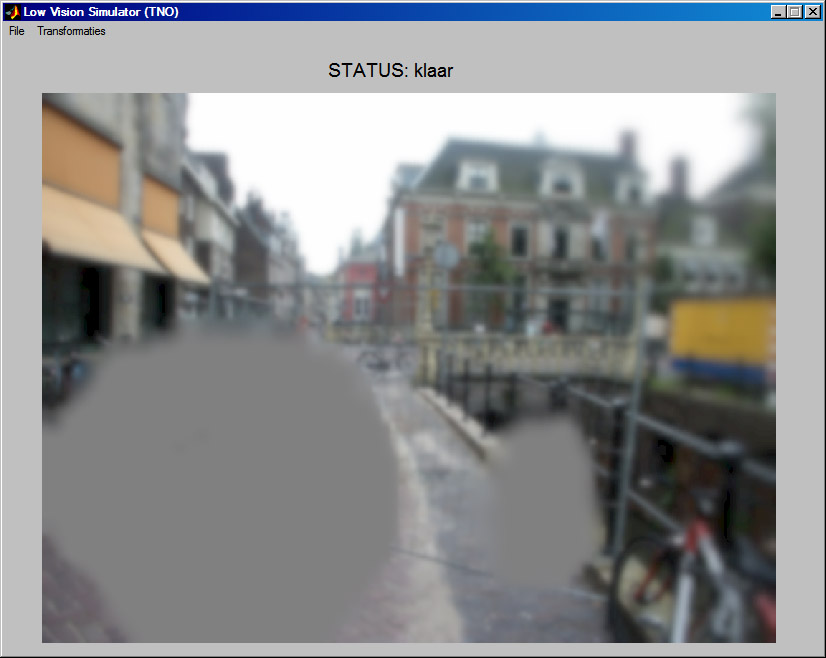 Low Vision Simulator (TNO)
File Transformaties
STATUS: klaar